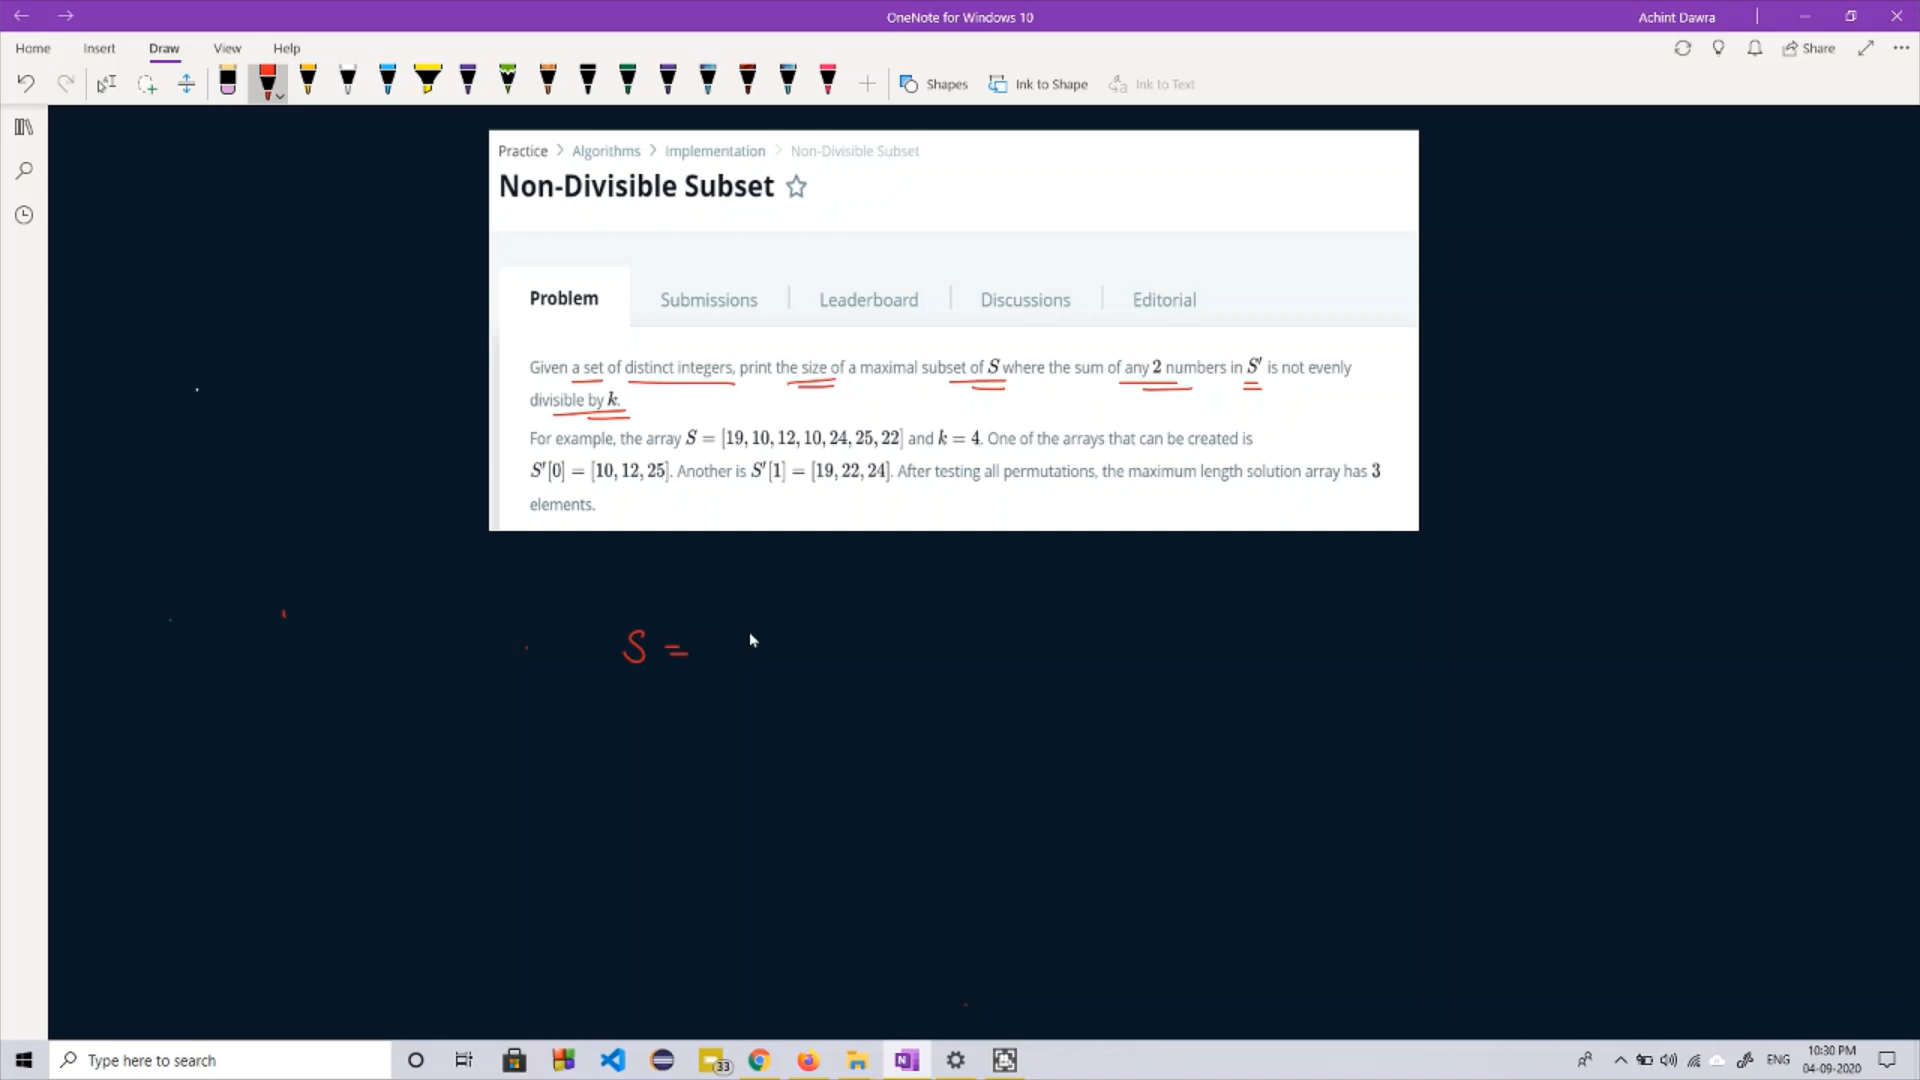 OneNote for Windows 10
Achint Dawra
Home Insert Draw View Help
Share
Shapes Ink to Shape Ink to Text
Practice > Algorithms > Implementation > Non-Divisible Subset
Non-Divisible Subset
Problem Submissions Leaderboard Discussions Editorial
Given a set of distinct integers, print the size of a maximal subset of S where the sum of any 2 numbers in S′ is not evenly
divisible by k.
For example, the array S = [19, 10, 12, 10, 24, 25, 22] and k = 4. One of the arrays that can be created is
S′[0] = [10, 12, 25]. Another is S′[1] = [19, 22, 24]. After testing all permutations, the maximum length solution array has 3
elements.
S =
Type here to search
33
ENG
10:30 PM
04-09-2020